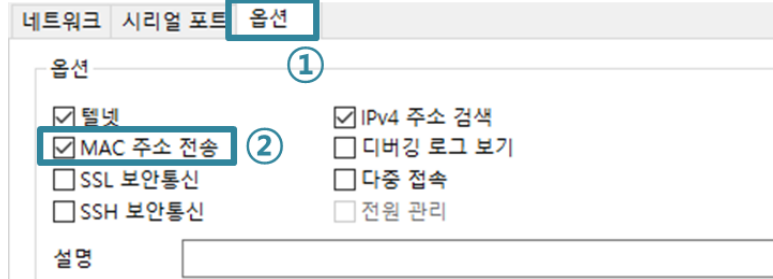 네트워크 시리얼 포트 옵션
①
옵션
텔넷 IPv4 주소 검색
MAC 주소 전송 ② 디버깅 로그 보기
SSL 보안통신 다중 접속
SSH 보안통신 전원 관리
설명